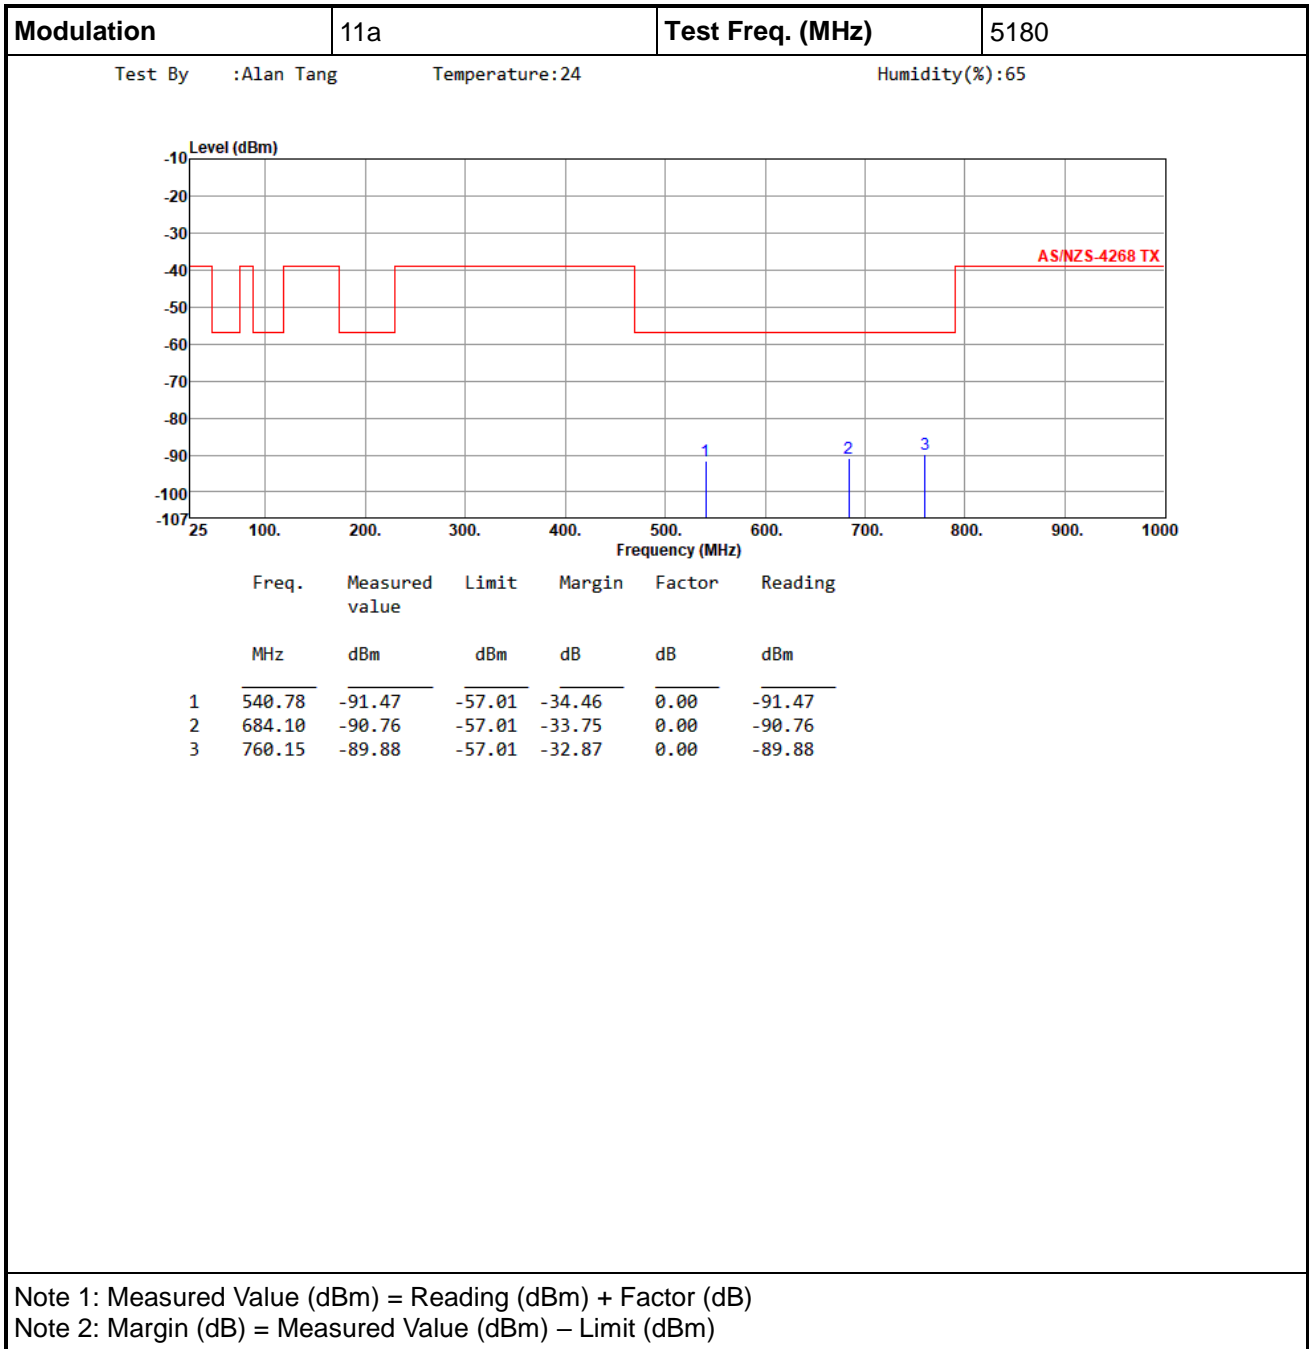 Modulation 11a Test Freq. (MHz) 5180
Test By :Alan Tang Temperature:24 Humidity(%):65
Level (dBm)
-10
-20
-30
AS/NZS-4268 TX
-40
-50
-60
-70
-80
1 2 3
-90
-100
-107
25 100. 200. 300. 400. 500. 600. 700. 800. 900. 1000
Frequency (MHz)
Freq. Measured Limit Margin Factor Reading
value
MHz dBm dBm dB dB dBm
1 540.78 -91.47 -57.01 -34.46 0.00 -91.47
2 684.10 -90.76 -57.01 -33.75 0.00 -90.76
3 760.15 -89.88 -57.01 -32.87 0.00 -89.88
Note 1: Measured Value (dBm) = Reading (dBm) + Factor (dB)
Note 2: Margin (dB) = Measured Value (dBm) – Limit (dBm)